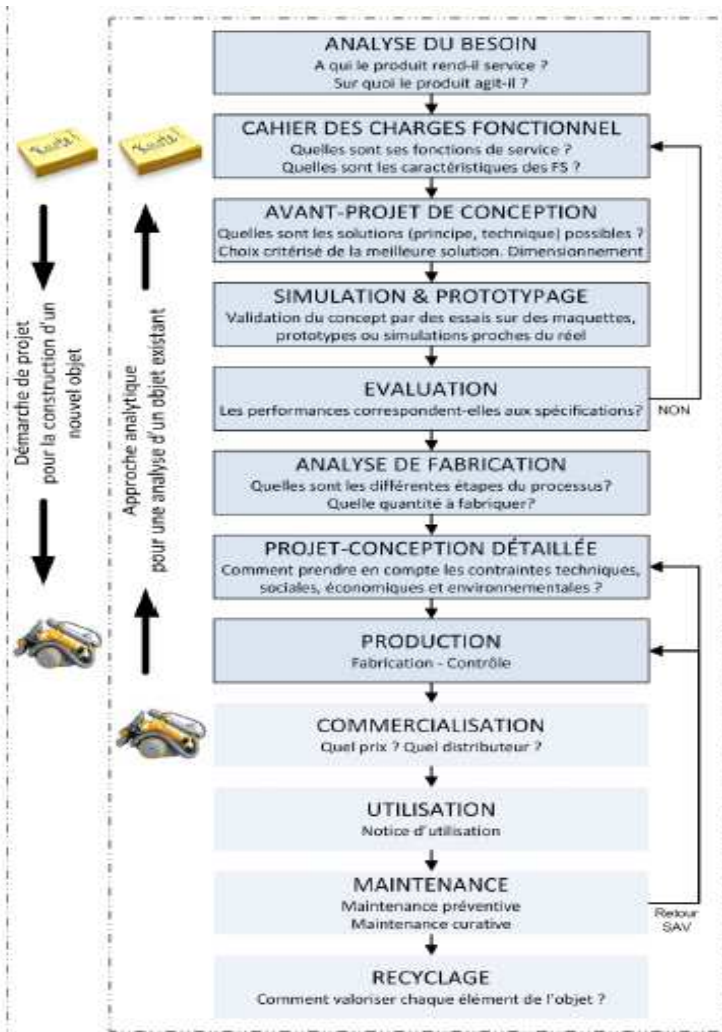 ANALYSE DU BESOIN
A qui le produit rend-il service ?
Sur quoi le produit agit-il ?
CAHIER DES CHARGES FONCTIONNEL
Quelles sont ses fonctions de service ?
Quelles sont les caractéristiques des FS ?
AVANT-PROJET DE CONCEPTION
Quelles sont les solutions (principe, technique) possibles ?
Choix critérisé de la meilleure solution. Dimensionnement
SIMULATION & PROTOTYPAGE
Validation du concept par des essais sur des maquettes,
prototypes ou simulations proches du réel
EVALUATION
Les performances correspondent-elles aux spécifications?
NON
ANALYSE DE FABRICATION
Quelles sont les différentes étapes du processus?
Quelle quantité à fabriquer?
PROJET-CONCEPTION DÉTAILLÉE
Comment prendre en compte les contraintes techniques,
sociales, économiques et environnementales ?
PRODUCTION
Fabrication - Contrôle
COMMERCIALISATION
Quel prix ? Quel distributeur ?
UTILISATION
Notice d'utilisation
MAINTENANCE
Maintenance préventive
Maintenance curative
Retour
SAV
RECYCLAGE
Comment valoriser chaque élément de l'objet ?
Démarche de projet
pour la construction d'un
nouvel objet
Approche analytique
pour une analyse d'un objet existant